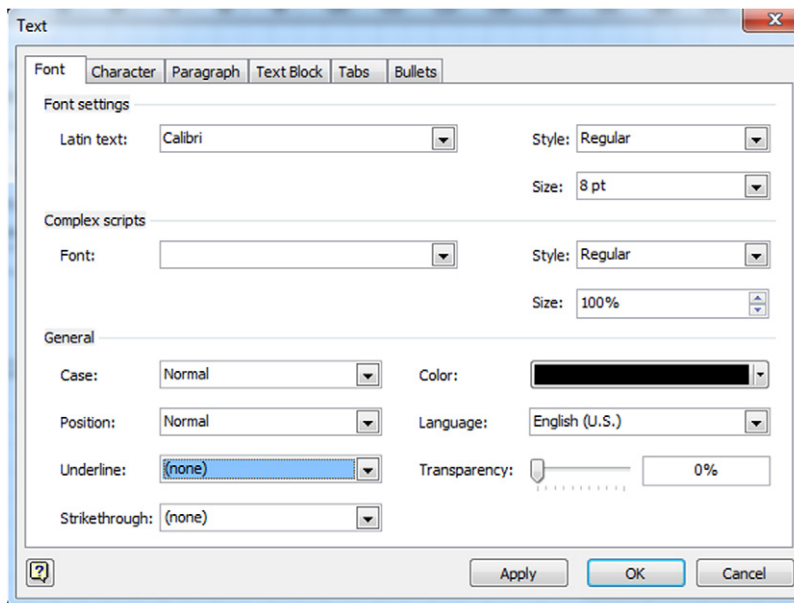 Text
Font Character Paragraph Text Block Tabs Bullets
Font settings
Latin text: Calibri Style: Regular
Size: 8 pt
Complex scripts
Font: Style: Regular
Size: 100%
General
Case: Normal Color:
Position: Normal Language: English (U.S.)
Underline: (none) Transparency: 0%
Strikethrough: (none)
Apply OK Cancel